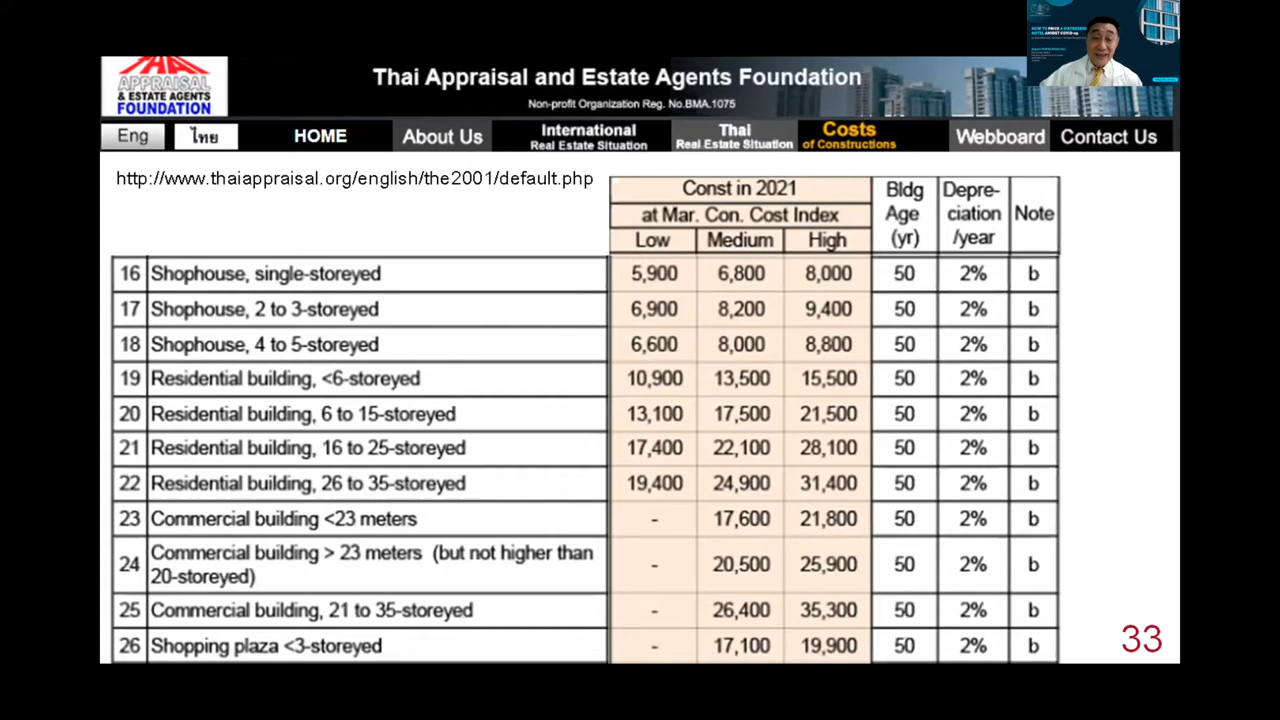 HOW TO PRICE A DISTRESSED
HOTEL AMIDST COVID-19
THAI
APPRAISAL
& ESTATE AGENTS
FOUNDATION
Thai Appraisal and Estate Agents Foundation
Non-profit Organization Reg. No.BMA.1075
Eng ไทย HOME About Us International Real Estate Situation Thai Real Estate Situation Costs of Constructions Webboard Contact Us
http://www.thaiappraisal.org/english/the2001/default.php
Const in 2021
at Mar. Con. Cost Index
Low Medium High Bldg Age (yr) Depre-ciation /year Note
16 Shophouse, single-storeyed 5,900 6,800 8,000 50 2% b
17 Shophouse, 2 to 3-storeyed 6,900 8,200 9,400 50 2% b
18 Shophouse, 4 to 5-storeyed 6,600 8,000 8,800 50 2% b
19 Residential building, <6-storeyed 10,900 13,500 15,500 50 2% b
20 Residential building, 6 to 15-storeyed 13,100 17,500 21,500 50 2% b
21 Residential building, 16 to 25-storeyed 17,400 22,100 28,100 50 2% b
22 Residential building, 26 to 35-storeyed 19,400 24,900 31,400 50 2% b
23 Commercial building <23 meters - 17,600 21,800 50 2% b
24 Commercial building > 23 meters (but not higher than
20-storeyed) - 20,500 25,900 50 2% b
25 Commercial building, 21 to 35-storeyed - 26,400 35,300 50 2% b
26 Shopping plaza <3-storeyed - 17,100 19,900 50 2% b
33